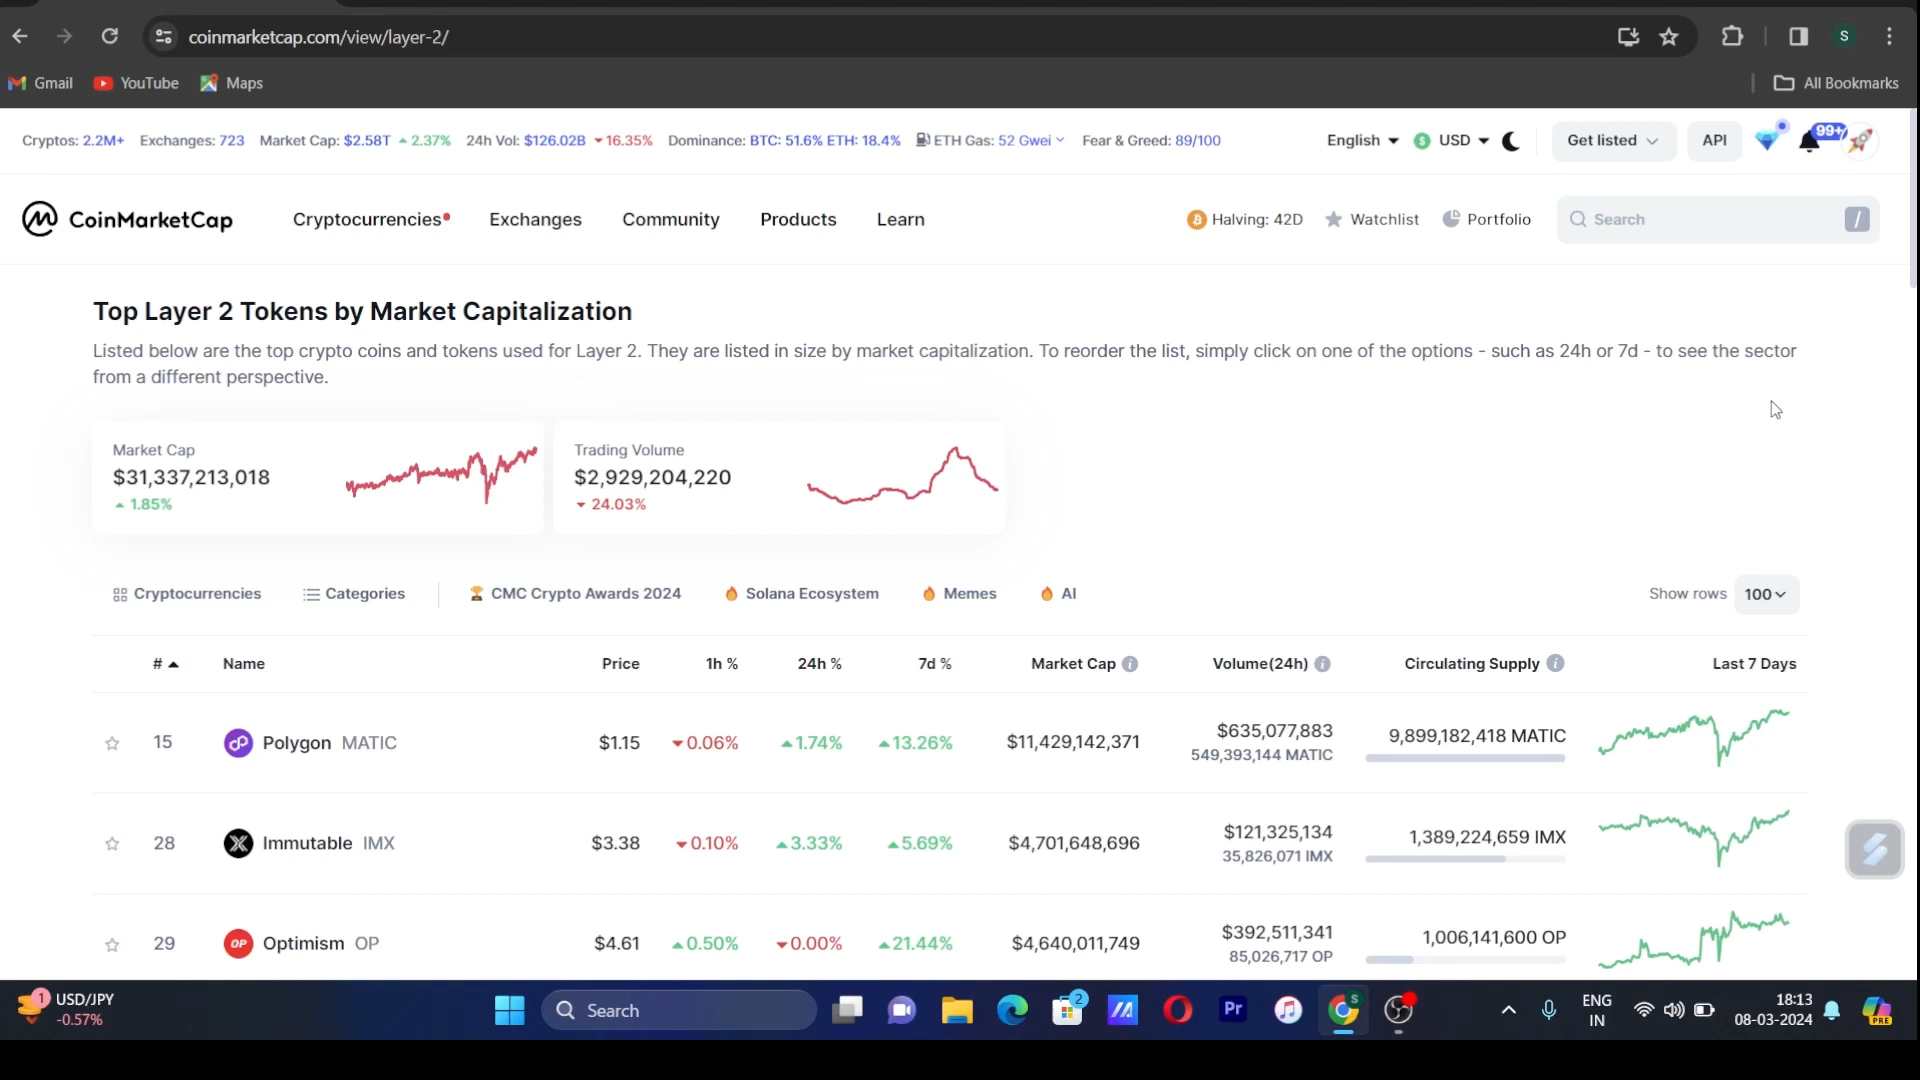 coinmarketcap.com/view/layer-2/
S
Gmail YouTube Maps All Bookmarks
Cryptos: 2.2M+ Exchanges: 723 Market Cap: $2.58T 2.37% 24h Vol: $126.02B 16.35% Dominance: BTC: 51.6% ETH: 18.4% ETH Gas: 52 Gwei Fear & Greed: 89/100 English USD Get listed API 99+
CoinMarketCap Cryptocurrencies Exchanges Community Products Learn Halving: 42D Watchlist Portfolio Search /
Top Layer 2 Tokens by Market Capitalization
Listed below are the top crypto coins and tokens used for Layer 2. They are listed in size by market capitalization. To reorder the list, simply click on one of the options - such as 24h or 7d - to see the sector
from a different perspective.
Market Cap
$31,337,213,018
1.85%
Trading Volume
$2,929,204,220
24.03%
Cryptocurrencies Categories CMC Crypto Awards 2024 Solana Ecosystem Memes AI Show rows 100
# Name Price 1h % 24h % 7d % Market Cap Volume(24h) Circulating Supply Last 7 Days
15 Polygon MATIC $1.15 0.06% 1.74% 13.26% $11,429,142,371 $635,077,883 9,899,182,418 MATIC
549,393,144 MATIC
28 Immutable IMX $3.38 0.10% 3.33% 5.69% $4,701,648,696 $121,325,134 1,389,224,659 IMX
35,826,071 IMX
29 Optimism OP $4.61 0.50% 0.00% 21.44% $4,640,011,749 $392,511,341 1,006,141,600 OP
85,026,717 OP
1 USD/JPY
-0.57%
Search
2
Pr
S
ENG
IN
18:13
08-03-2024
PRE